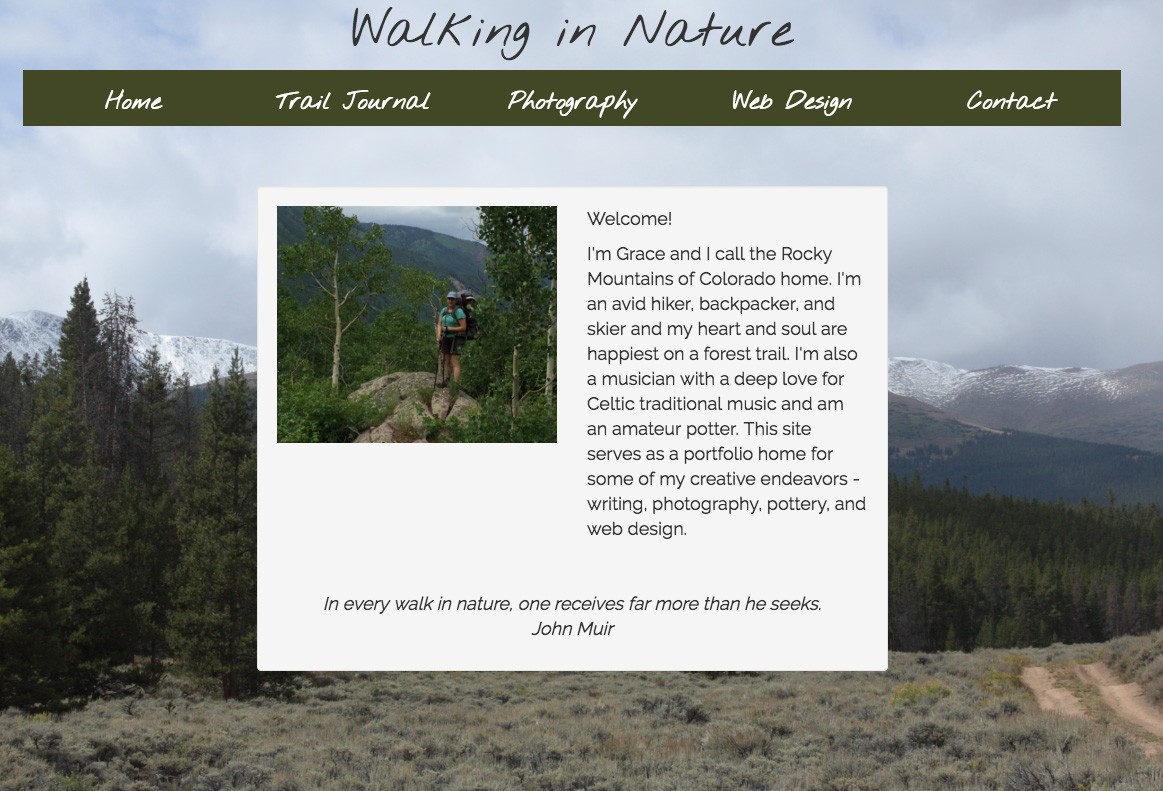 Walking in Nature
Home Trail Journal Photography Web Design Contact
Welcome!
I'm Grace and I call the Rocky
Mountains of Colorado home. I'm
an avid hiker, backpacker, and
skier and my heart and soul are
happiest on a forest trail. I'm also
a musician with a deep love for
Celtic traditional music and am
an amateur potter. This site
serves as a portfolio home for
some of my creative endeavors -
writing, photography, pottery, and
web design.
In every walk in nature, one receives far more than he seeks.
John Muir